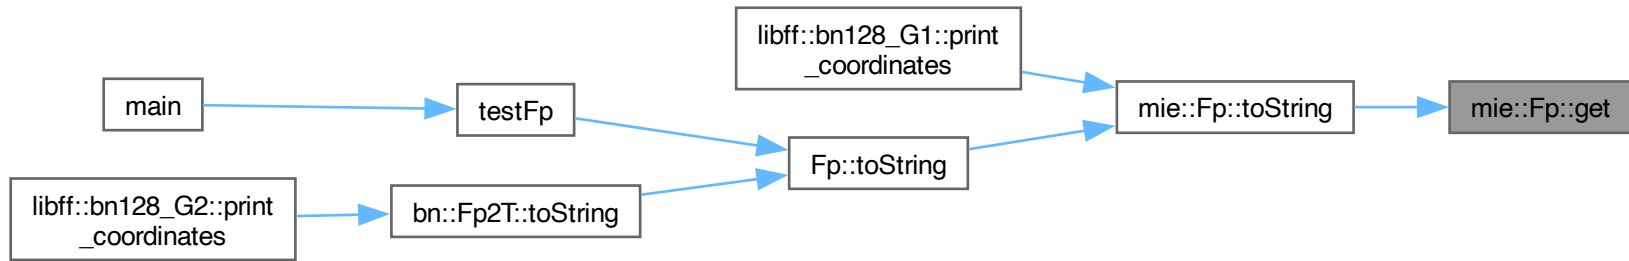 libff::bn128_G1::print
_coordinates
main
testFp
mie::Fp::toString
mie::Fp::get
Fp::toString
libff::bn128_G2::print
_coordinates
bn::Fp2T::toString